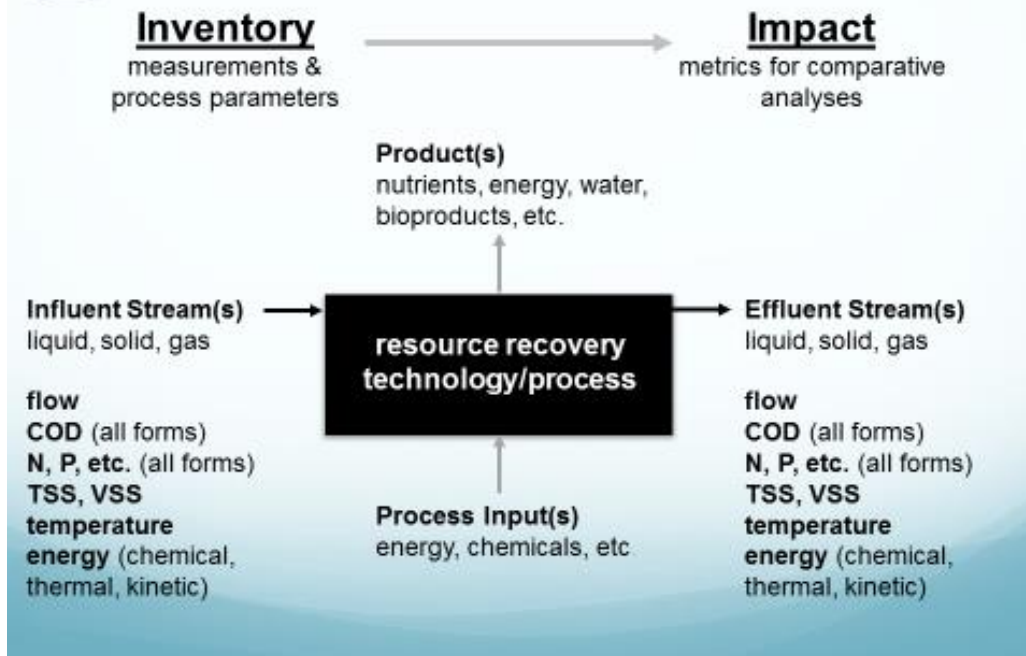 Inventory
measurements &
process parameters
Impact
metrics for comparative
analyses
Product(s)
nutrients, energy, water,
bioproducts, etc.
Influent Stream(s)
liquid, solid, gas
flow
COD (all forms)
N, P, etc. (all forms)
TSS, VSS
temperature
energy (chemical,
thermal, kinetic)
resource recovery
technology/process
Process Input(s)
energy, chemicals, etc
Effluent Stream(s)
liquid, solid, gas
flow
COD (all forms)
N, P, etc. (all forms)
TSS, VSS
temperature
energy (chemical,
thermal, kinetic)